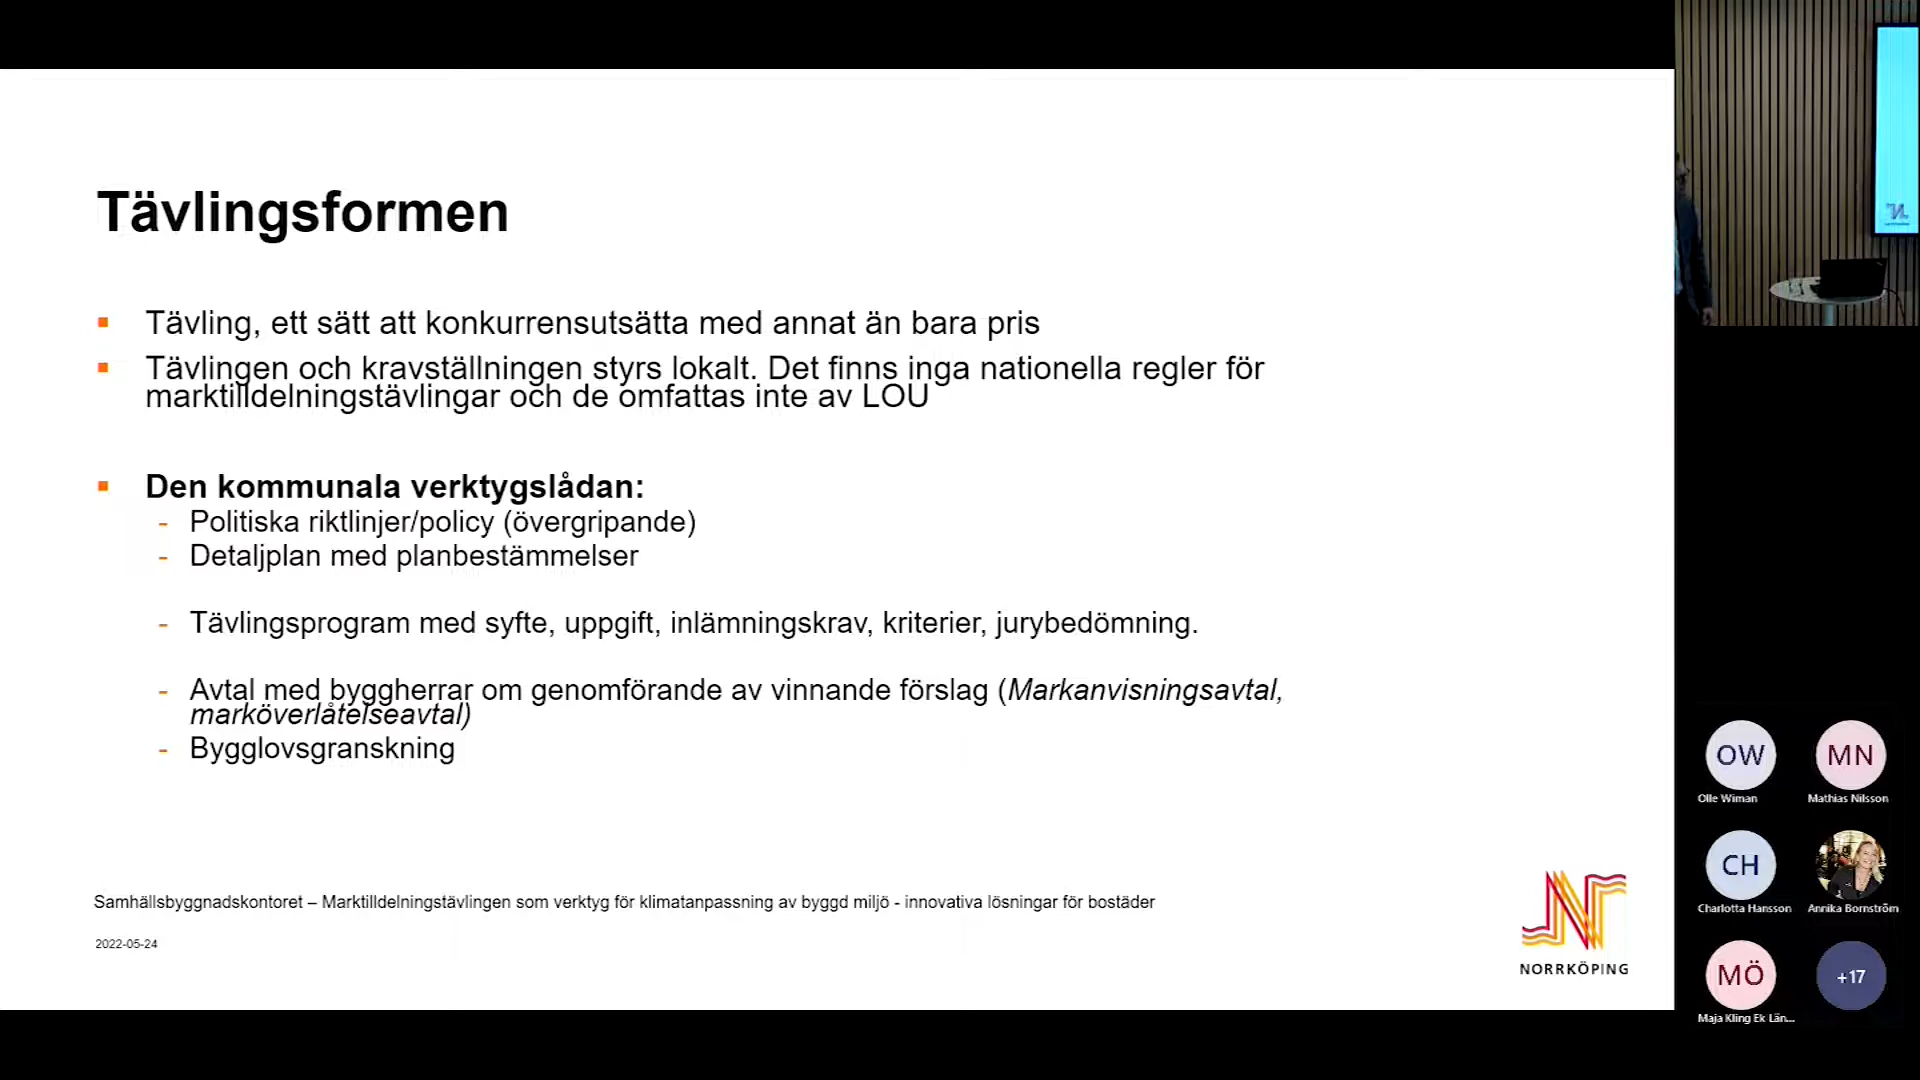 Tävlingsformen
Tävling, ett sätt att konkurrensutsätta med annat än bara pris
Tävlingen och kravställningen styrs lokalt. Det finns inga nationella regler för
marktilldelningstävlingar och de omfattas inte av LOU
Den kommunala verktygslådan:
- Politiska riktlinjer/policy (övergripande)
- Detaljplan med planbestämmelser
- Tävlingsprogram med syfte, uppgift, inlämningskrav, kriterier, jurybedömning.
- Avtal med byggherrar om genomförande av vinnande förslag (Markanvisningsavtal,
marköverlåtelseavtal)
- Bygglovsgranskning
Samhällsbyggnadskontoret – Marktilldelningstävlingen som verktyg för klimatanpassning av byggd miljö - innovativa lösningar för bostäder
2022-05-24
NORRKÖPING
OW
MN
Olle Wiman
Mathias Nilsson
CH
Charlotta Hansson
Annika Bornström
MÖ
+17
Maja Kling Ek Län...